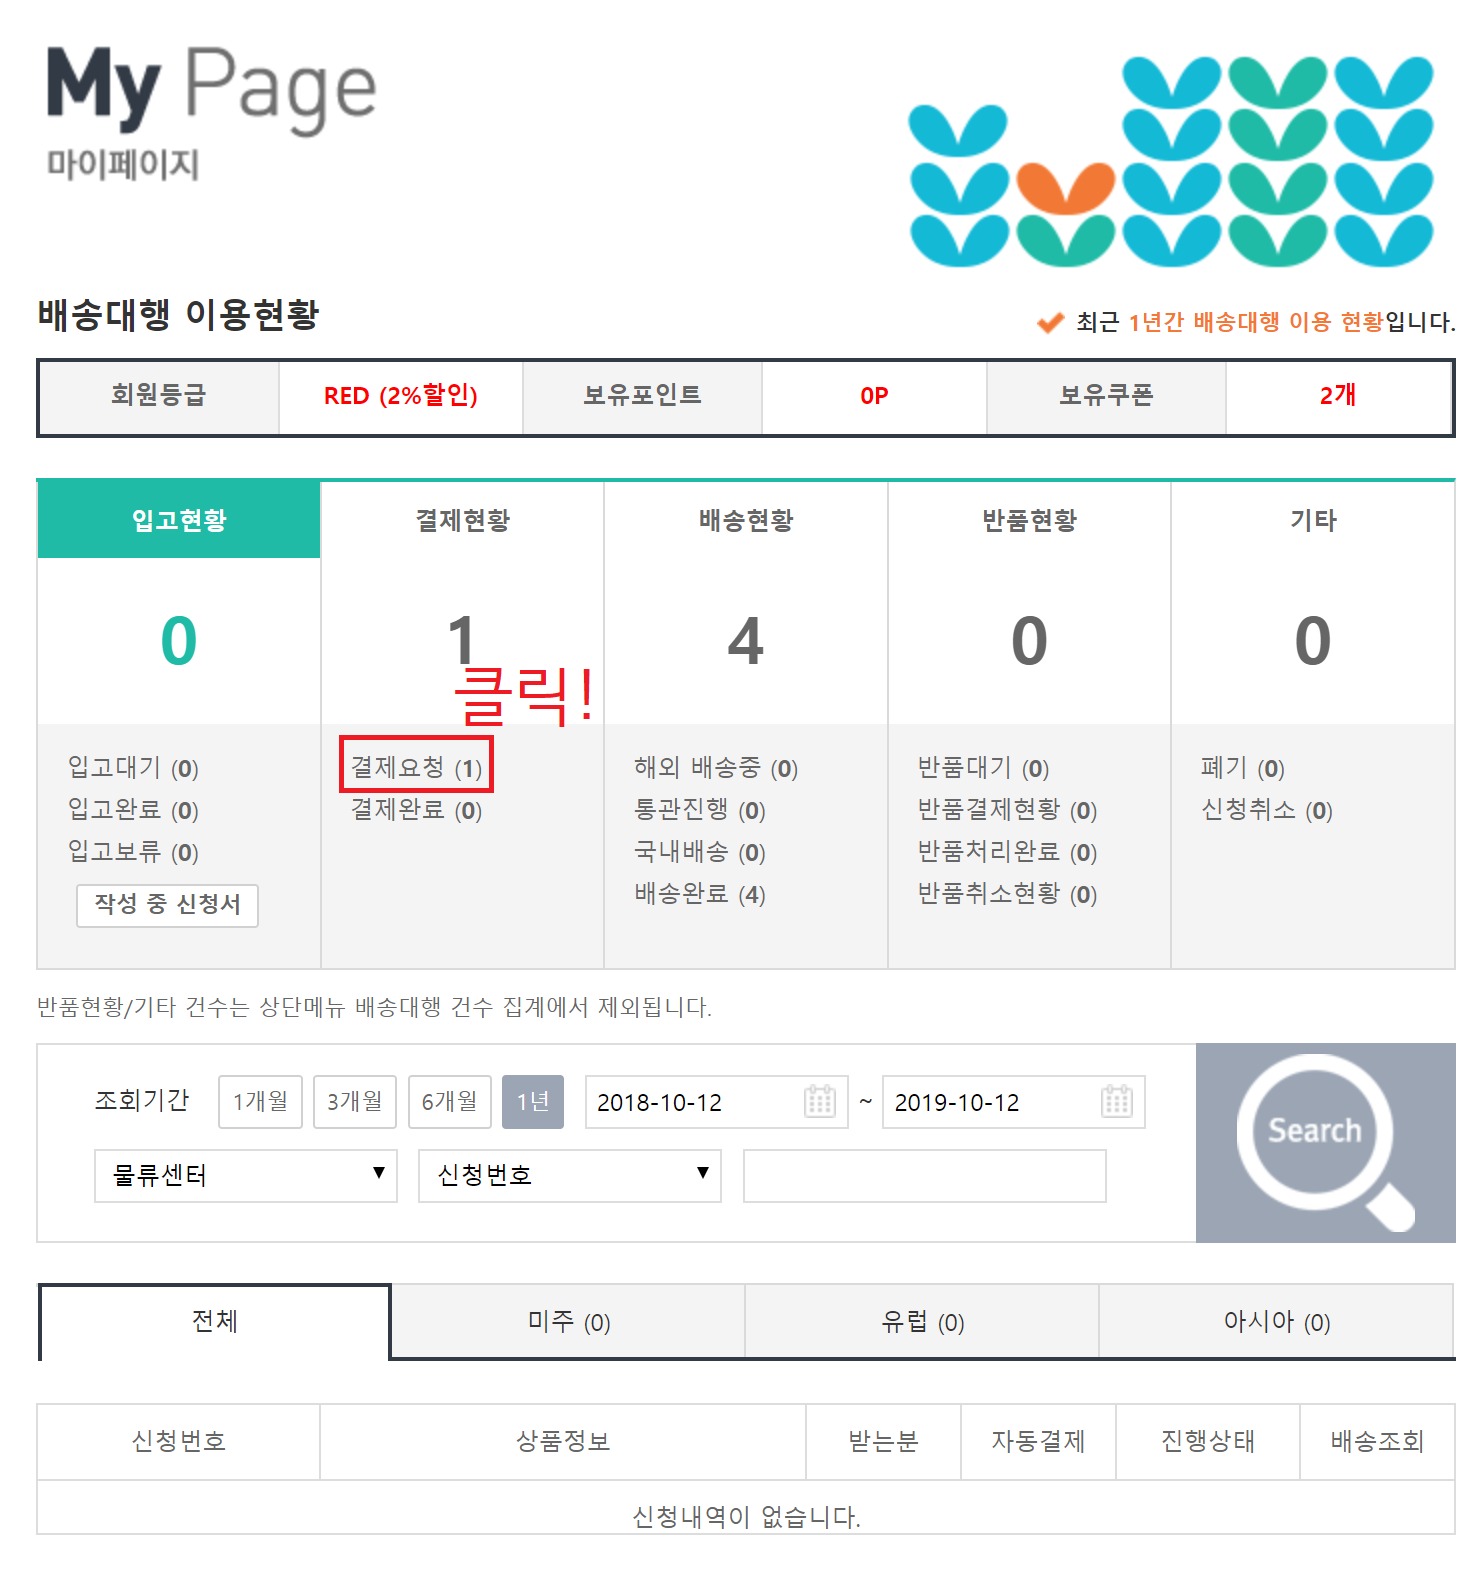 My Page
마이페이지
배송대행 이용현황
최근 1년간 배송대행 이용 현황입니다.
회원등급 RED (2%할인) 보유포인트 0P 보유쿠폰 2개
입고현황 결제현황 배송현황 반품현황 기타
0 1 4 0 0
클릭!
입고대기 (0) 결제요청 (1) 해외 배송중 (0) 반품대기 (0) 폐기 (0)
입고완료 (0) 결제완료 (0) 통관진행 (0) 반품결제현황 (0) 신청취소 (0)
입고보류 (0) 국내배송 (0) 반품처리완료 (0)
작성 중 신청서 배송완료 (4) 반품취소현황 (0)
반품현황/기타 건수는 상단메뉴 배송대행 건수 집계에서 제외됩니다.
조회기간 1개월 3개월 6개월 1년 2018-10-12 ~ 2019-10-12
Search
물류센터 신청번호
전체 미주 (0) 유럽 (0) 아시아 (0)
신청번호 상품정보 받는분 자동결제 진행상태 배송조회
신청내역이 없습니다.